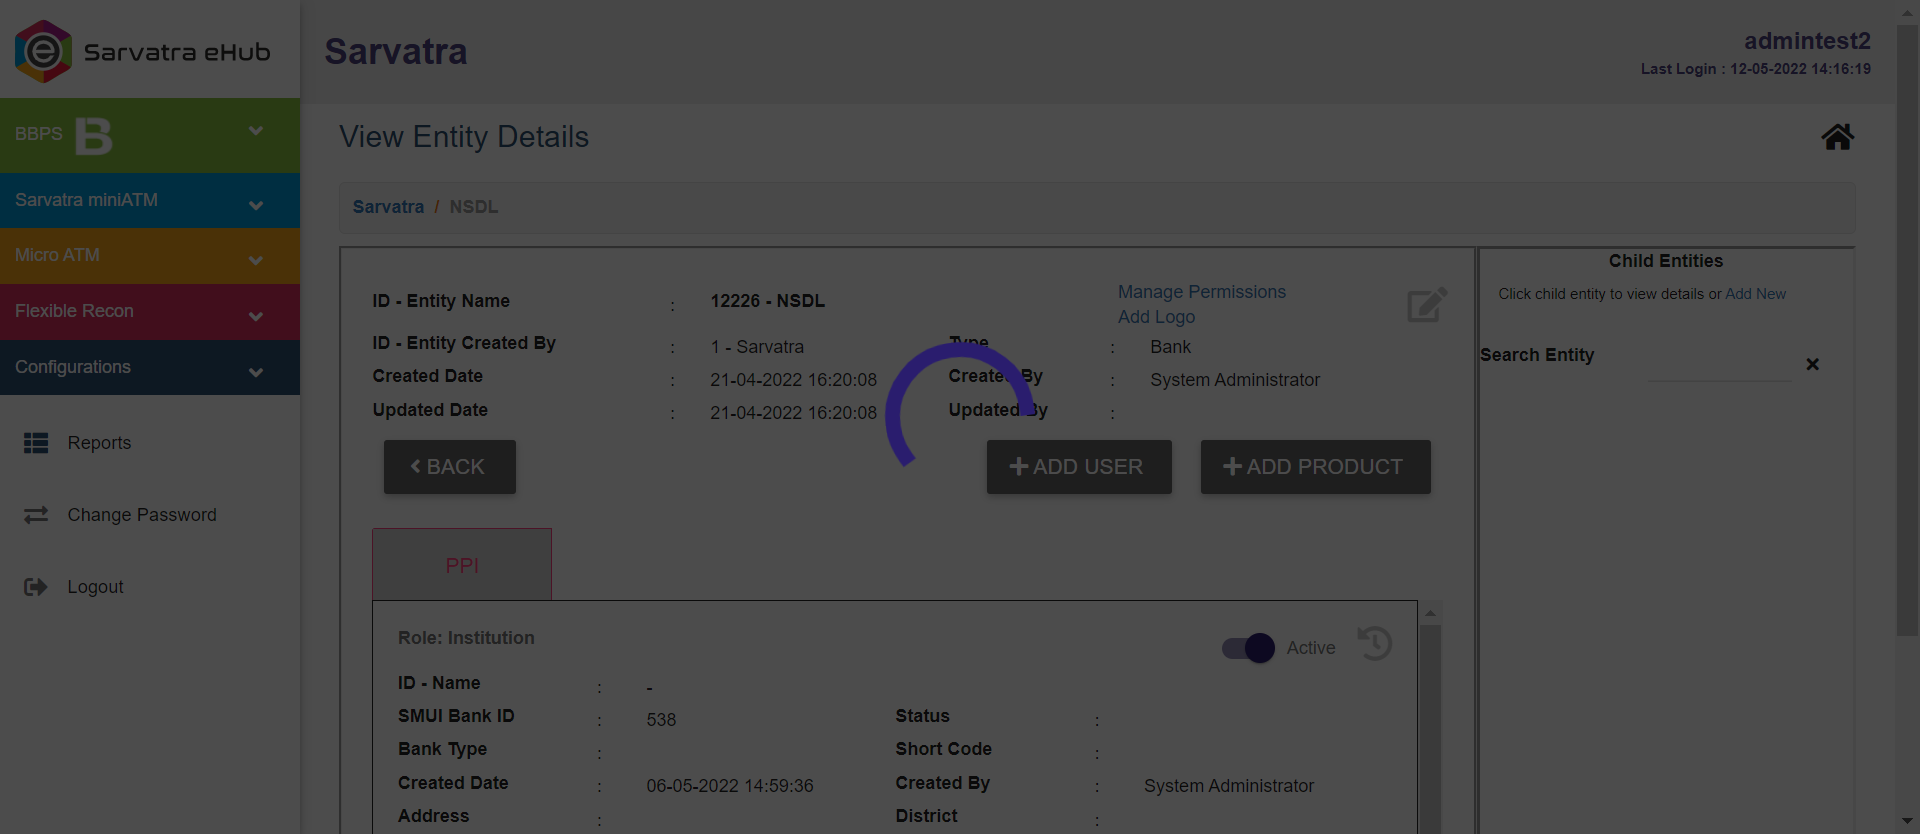 Sarvatra eHub
Sarvatra
admintest2
Last Login : 12-05-2022 14:16:19
BBPS B
Sarvatra miniATM
Micro ATM
Flexible Recon
Configurations
Reports
Change Password
Logout
View Entity Details
Sarvatra / NSDL
ID - Entity Name : 12226 - NSDL
Manage Permissions
Add Logo
ID - Entity Created By : 1 - Sarvatra Type : Bank
Created Date : 21-04-2022 16:20:08 Created By : System Administrator
Updated Date : 21-04-2022 16:20:08 Updated By :
BACK ADD USER ADD PRODUCT
PPI
Role: Institution Active
ID - Name : -
SMUI Bank ID : 538 Status :
Bank Type : Short Code :
Created Date : 06-05-2022 14:59:36 Created By : System Administrator
Address : District :
Child Entities
Click child entity to view details or Add New
Search Entity